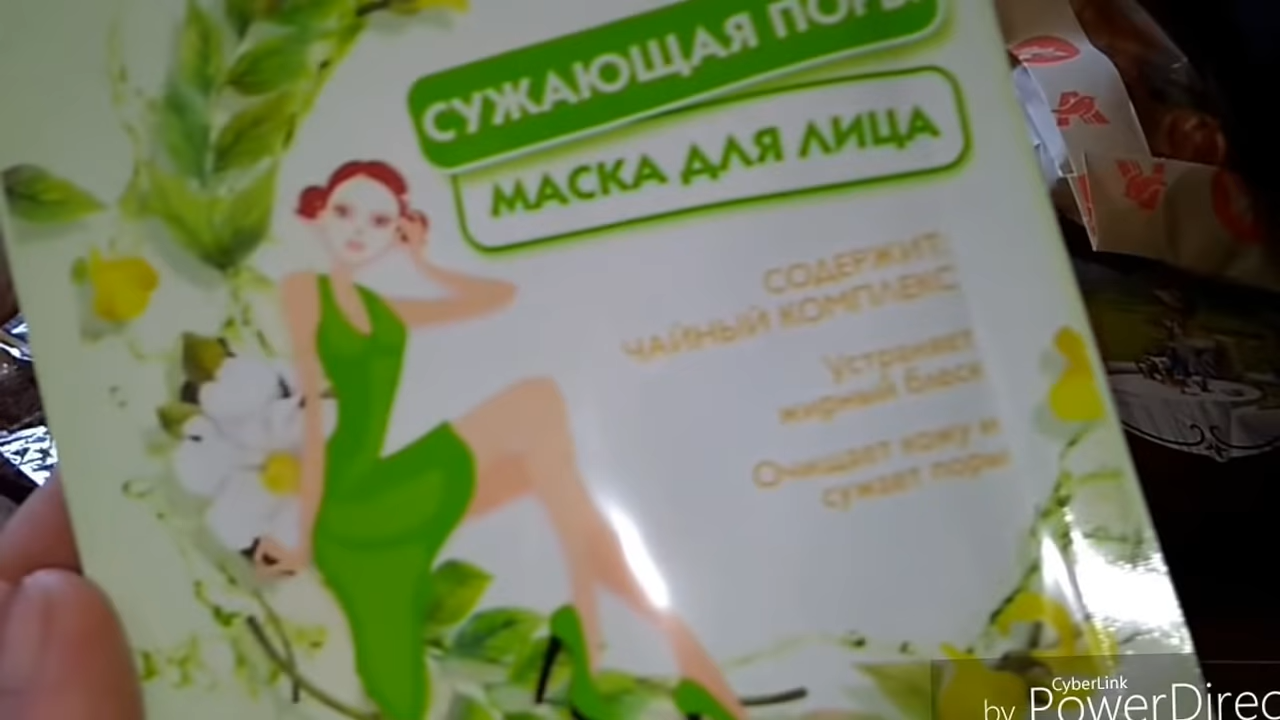 СУЖАЮЩАЯ ПОРЫ
МАСКА ДЛЯ ЛИЦА
СОДЕРЖИТ:
ЧАЙНЫЙ КОМПЛЕКС
Устраняет
жирный блеск
Очищает кожу и
сужает поры
CyberLink
by PowerDirec